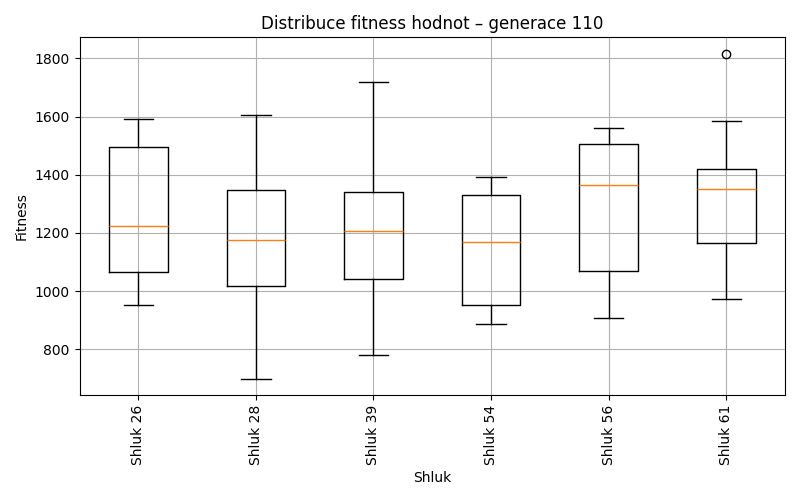 Distribuce fitness hodnot – generace 110
1800
1600
1400
1200
1000
800
Fitness
Shluk 26
Shluk 28
Shluk 39
Shluk 54
Shluk 56
Shluk 61
Shluk